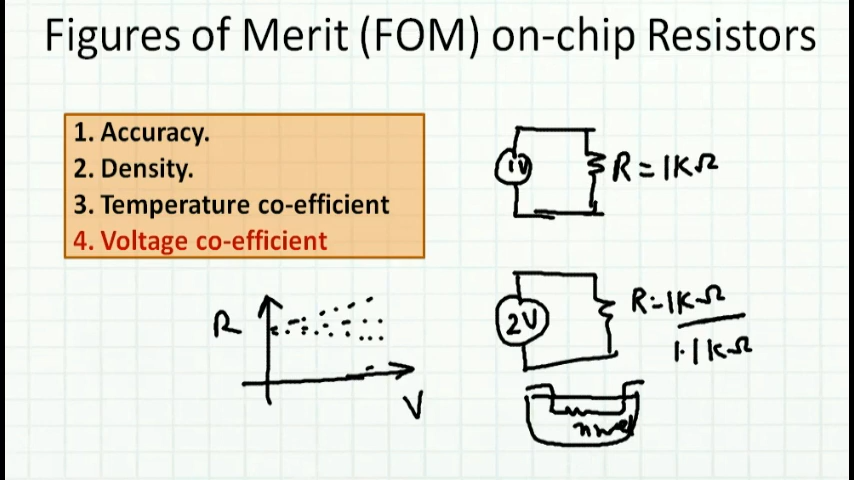 Figures of Merit (FOM) on-chip Resistors
1. Accuracy.
2. Density.
3. Temperature co-efficient
4. Voltage co-efficient
1V
R = 1KΩ
R
V
2V
R = 1KΩ
1.1KΩ
nwell